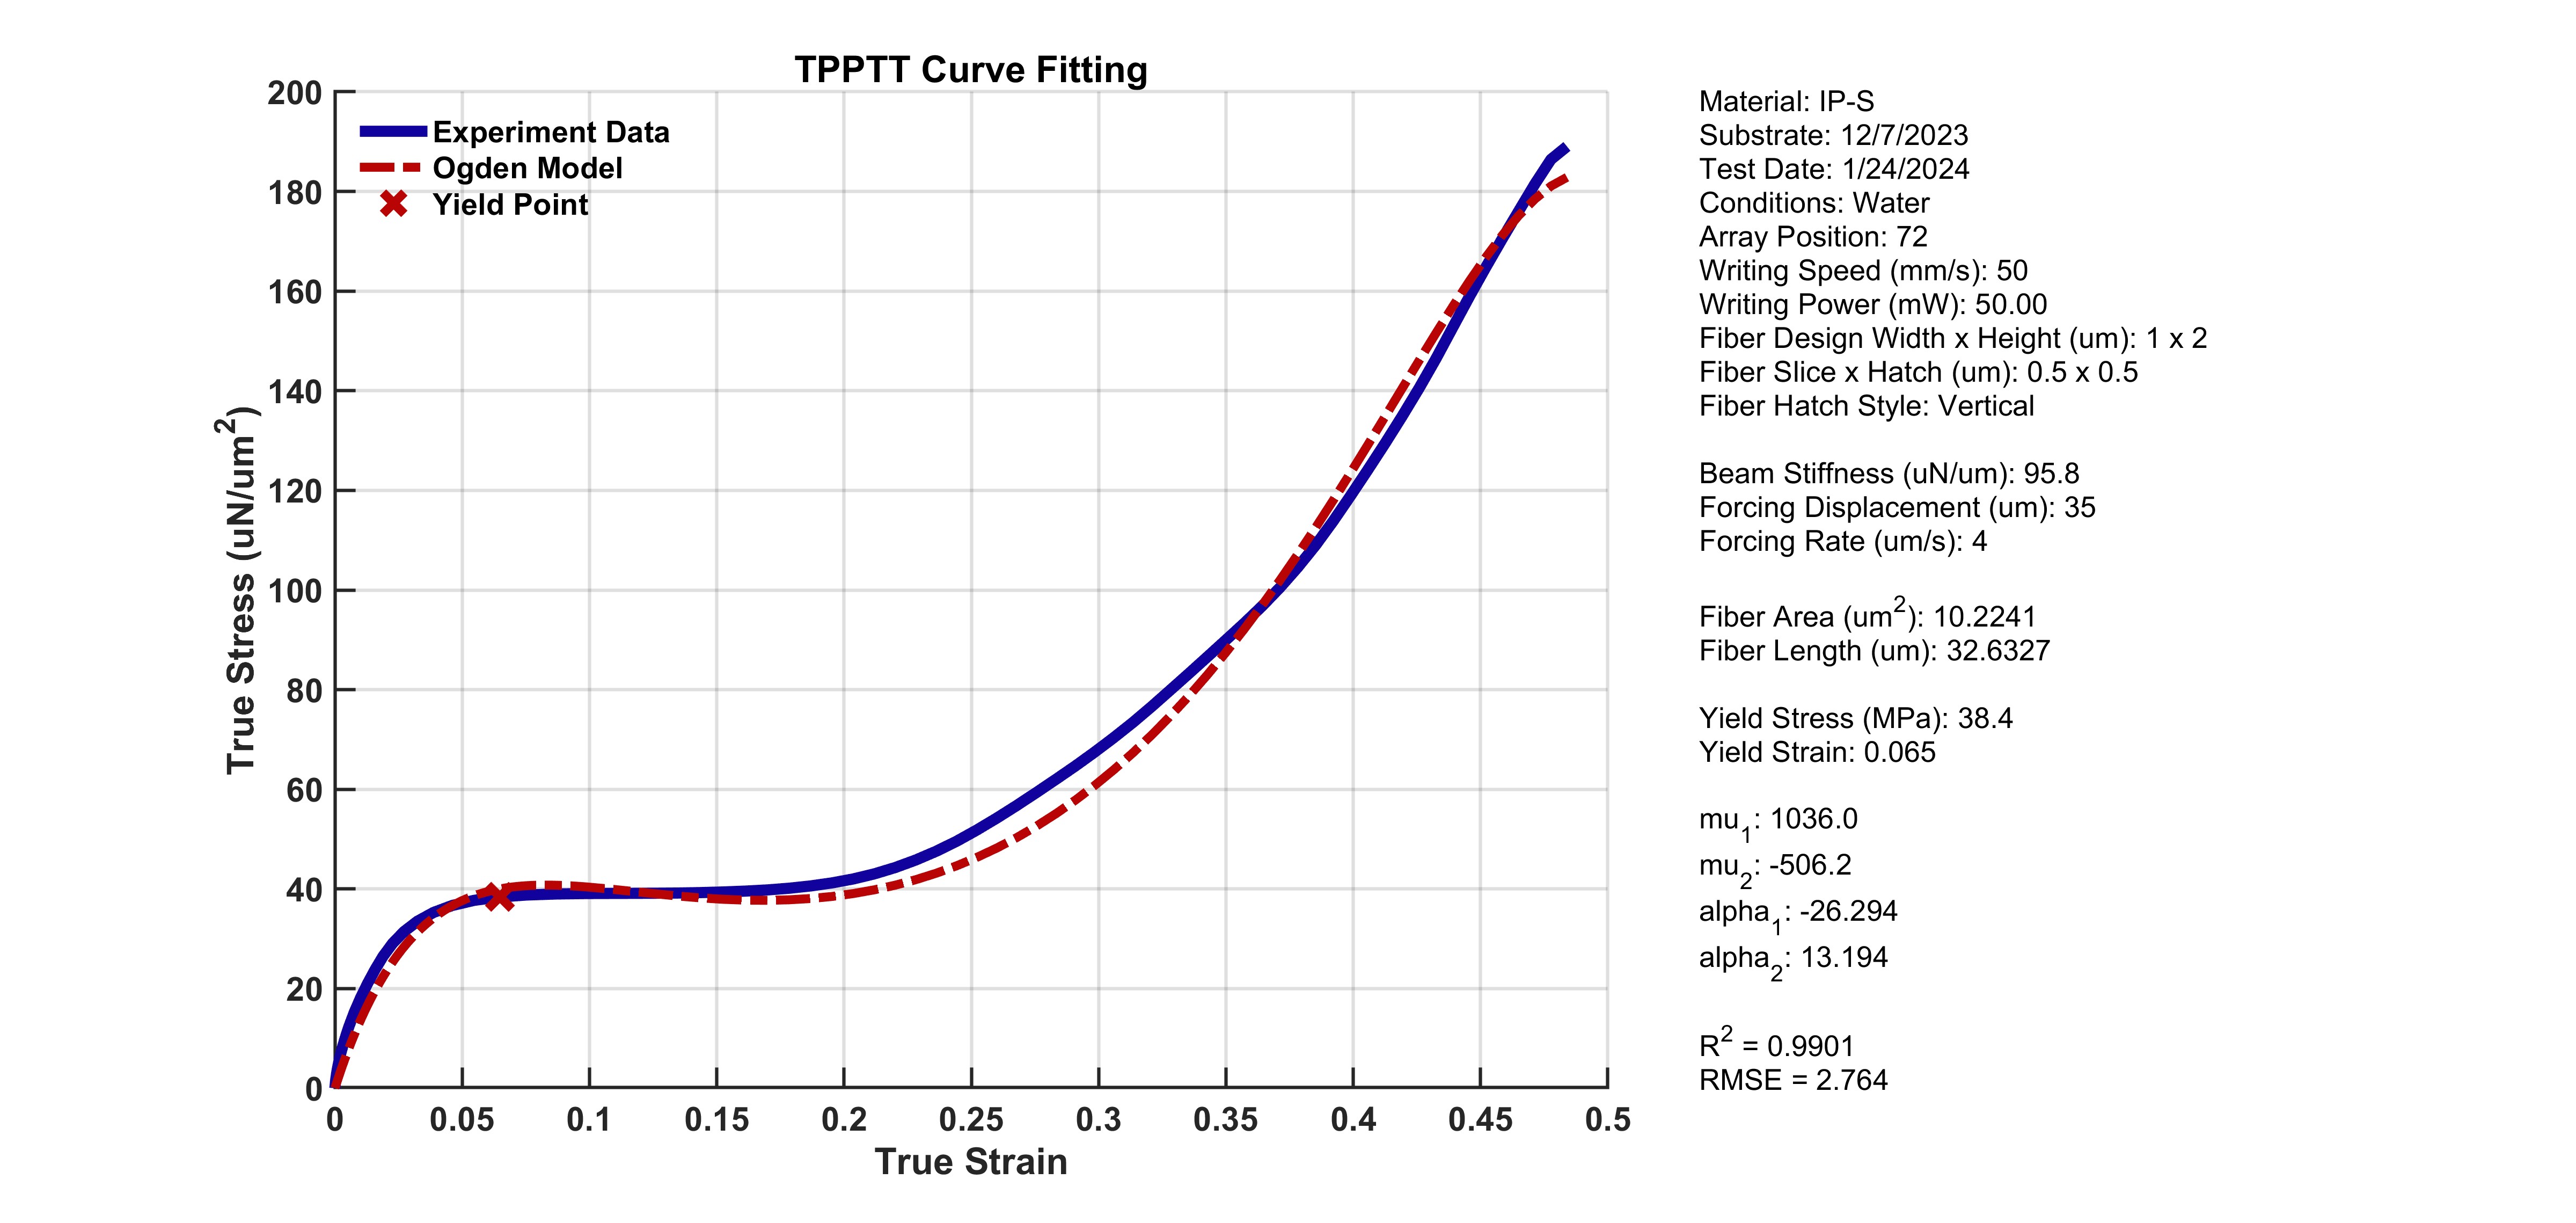 TPPTT Curve Fitting
200
180
160
140
120
100
80
60
40
20
0
True Stress (uN/um²)
Experiment Data
Ogden Model
Yield Point
0 0.05 0.1 0.15 0.2 0.25 0.3 0.35 0.4 0.45 0.5
True Strain
Material: IP-S
Substrate: 12/7/2023
Test Date: 1/24/2024
Conditions: Water
Array Position: 72
Writing Speed (mm/s): 50
Writing Power (mW): 50.00
Fiber Design Width x Height (um): 1 x 2
Fiber Slice x Hatch (um): 0.5 x 0.5
Fiber Hatch Style: Vertical
Beam Stiffness (uN/um): 95.8
Forcing Displacement (um): 35
Forcing Rate (um/s): 4
Fiber Area (um²): 10.2241
Fiber Length (um): 32.6327
Yield Stress (MPa): 38.4
Yield Strain: 0.065
mu₁: 1036.0
mu₂: -506.2
alpha₁: -26.294
alpha₂: 13.194
R² = 0.9901
RMSE = 2.764